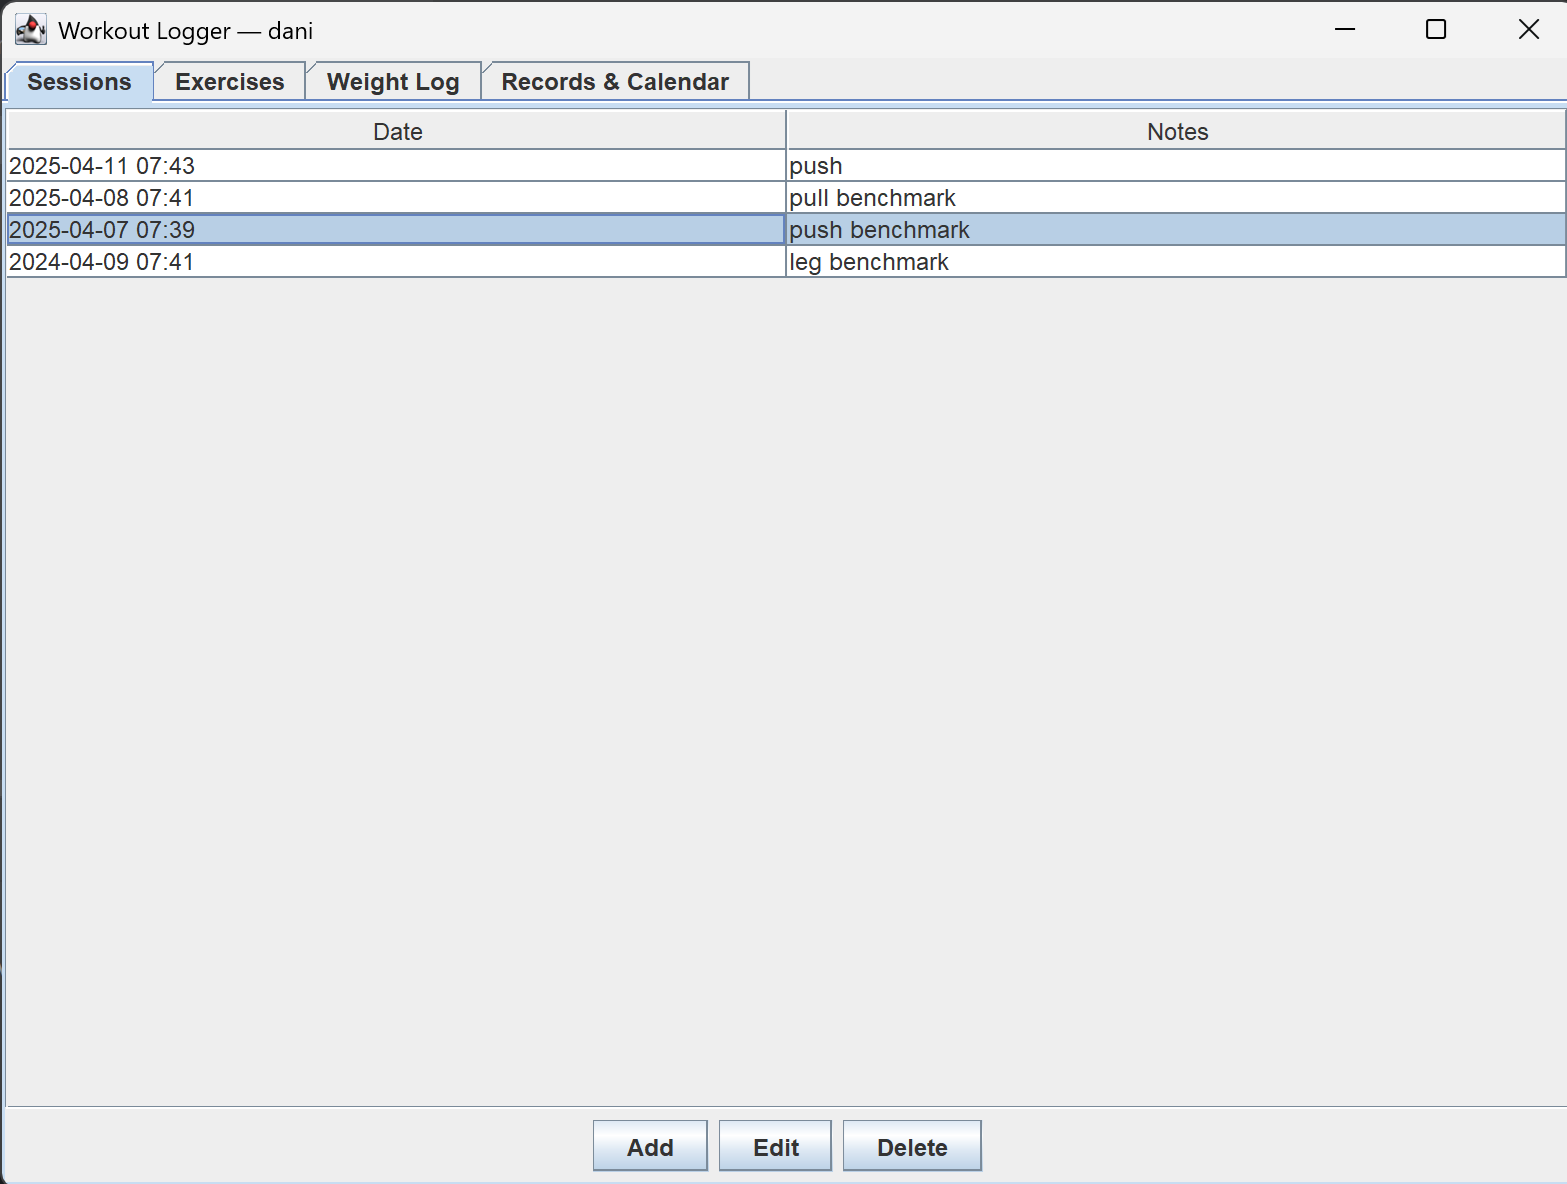 Workout Logger — dani
Sessions Exercises Weight Log Records & Calendar
Date Notes
2025-04-11 07:43 push
2025-04-08 07:41 pull benchmark
2025-04-07 07:39 push benchmark
2024-04-09 07:41 leg benchmark
Add Edit Delete